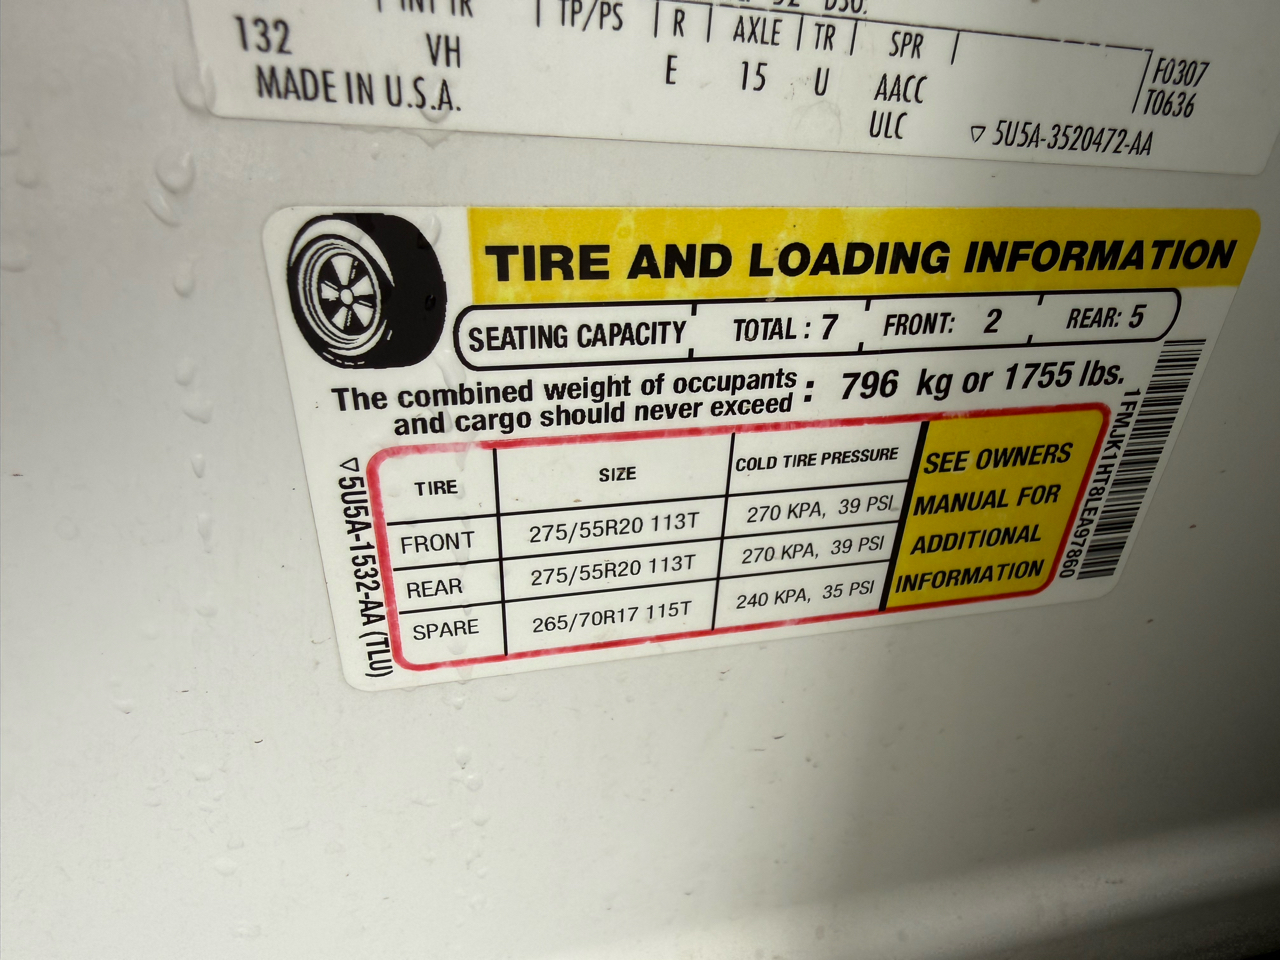 INT TR TP/PS R AXLE TR SPR
132 VH E 15 U AACC F0307
MADE IN U.S.A. ULC T0636
▽ 5U5A-3520472-AA
TIRE AND LOADING INFORMATION
SEATING CAPACITY TOTAL : 7 FRONT: 2 REAR: 5
The combined weight of occupants
and cargo should never exceed : 796 kg or 1755 lbs.
TIRE SIZE COLD TIRE PRESSURE
FRONT 275/55R20 113T 270 KPA, 39 PSI
REAR 275/55R20 113T 270 KPA, 39 PSI
SPARE 265/70R17 115T 240 KPA, 35 PSI
SEE OWNERS
MANUAL FOR
ADDITIONAL
INFORMATION
▽5U5A-1532-AA (TLU)
1FMJK1HT8LEA97860